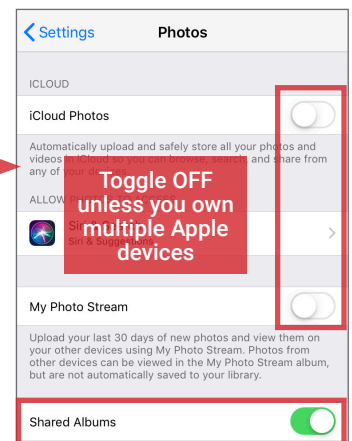 Settings
Photos
ICLOUD
iCloud Photos
Automatically upload and safely store all your photos and
videos in iCloud so you can browse, search, and share from
any of your devices.
ALLOW
Siri &
Siri & Suggestions
Toggle OFF
unless you own
multiple Apple
devices
My Photo Stream
Upload your last 30 days of new photos and view them on
your other devices using My Photo Stream. Photos from
other devices can be viewed in the My Photo Stream album,
but are not automatically saved to your library.
Shared Albums